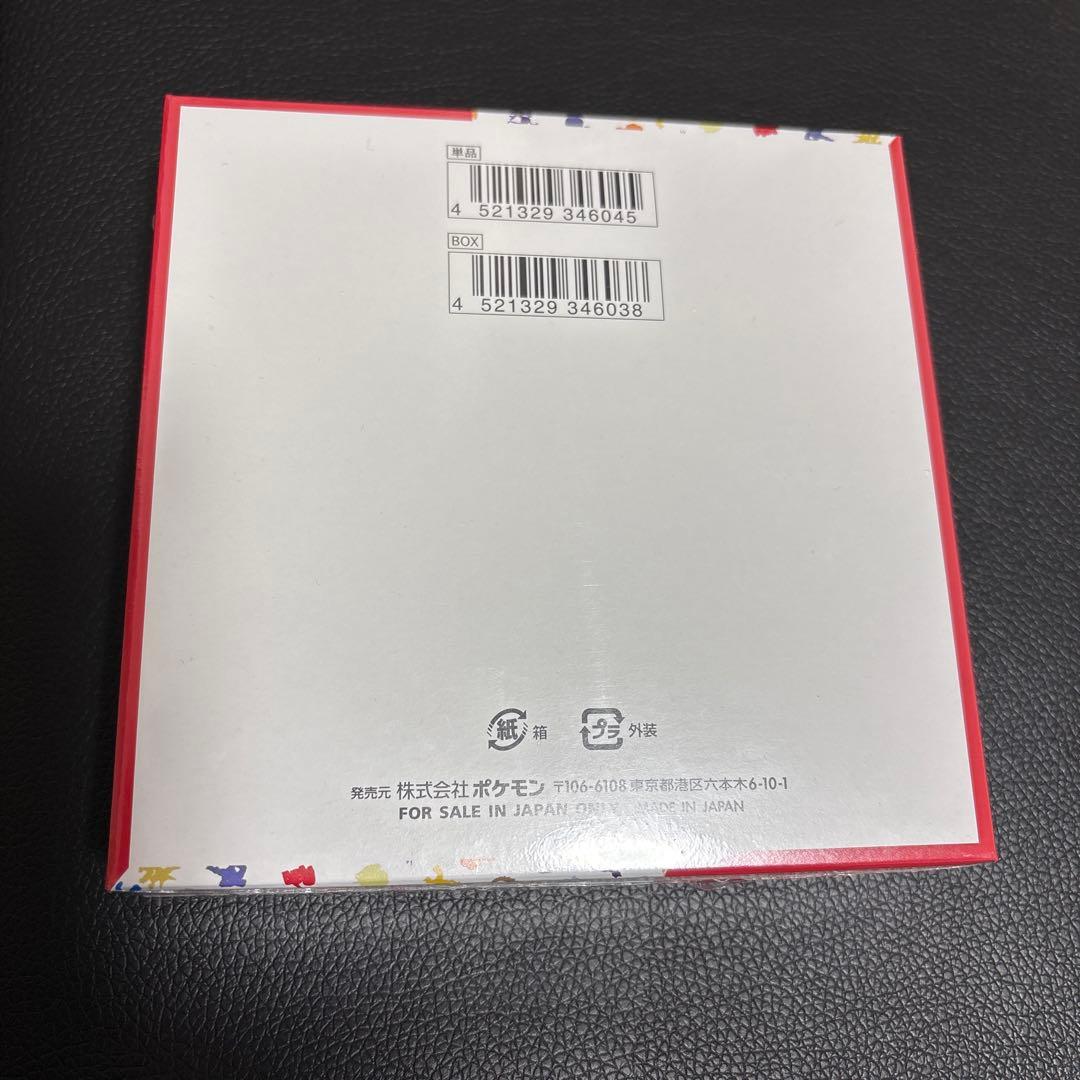 単品
4 521329 346045
BOX
4 521329 346038
紙 箱 プラ 外装
発売元 株式会社ポケモン 〒106-6108 東京都港区六本木6-10-1
FOR SALE IN JAPAN ONLY MADE IN JAPAN